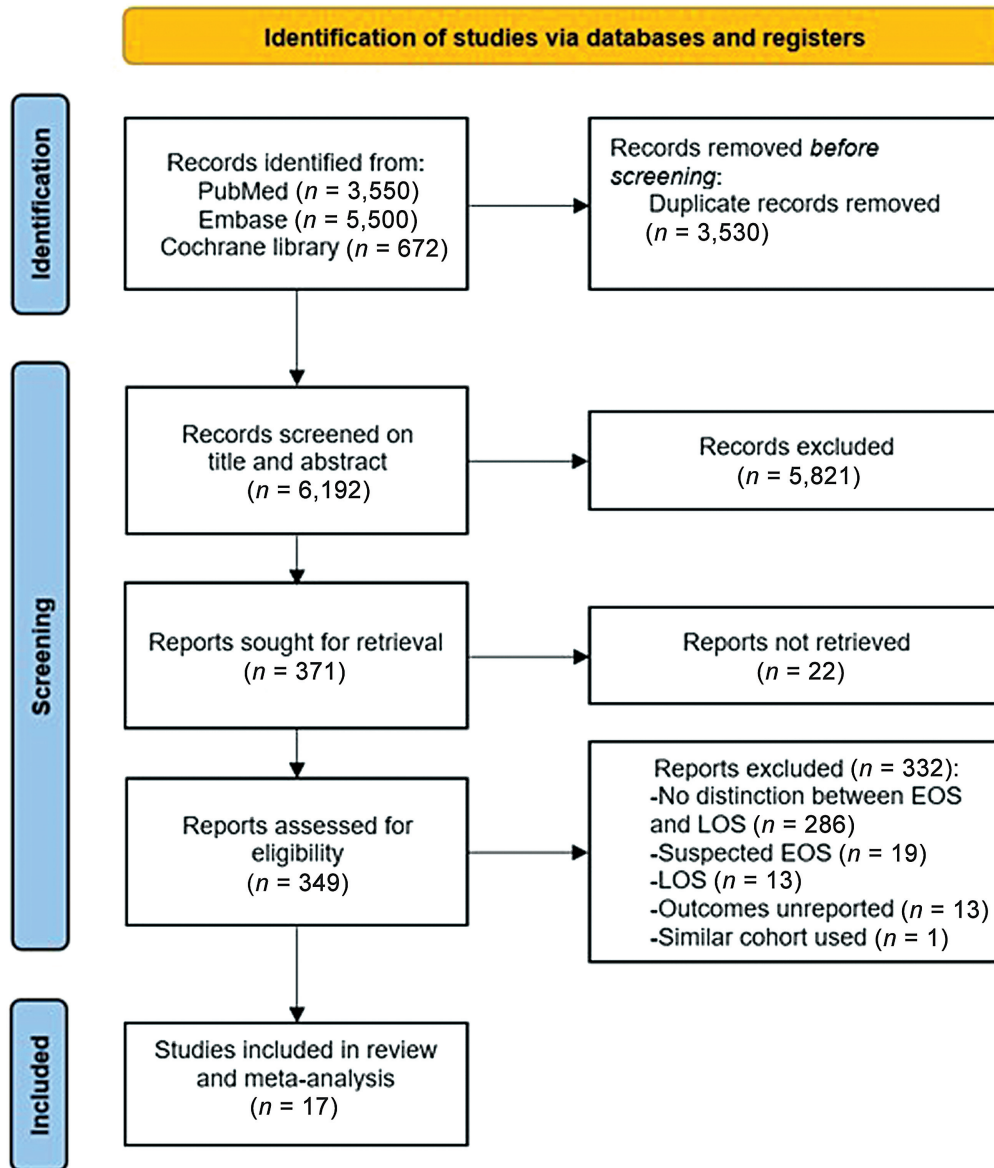 Identification of studies via databases and registers
Identification
Records identified from:
PubMed (n = 3,550)
Embase (n = 5,500)
Cochrane library (n = 672)
Records removed before
screening:
Duplicate records removed
(n = 3,530)
Screening
Records screened on
title and abstract
(n = 6,192)
Records excluded
(n = 5,821)
Reports sought for retrieval
(n = 371)
Reports not retrieved
(n = 22)
Reports assessed for
eligibility
(n = 349)
Reports excluded (n = 332):
-No distinction between EOS
and LOS (n = 286)
-Suspected EOS (n = 19)
-LOS (n = 13)
-Outcomes unreported (n = 13)
-Similar cohort used (n = 1)
Included
Studies included in review
and meta-analysis
(n = 17)